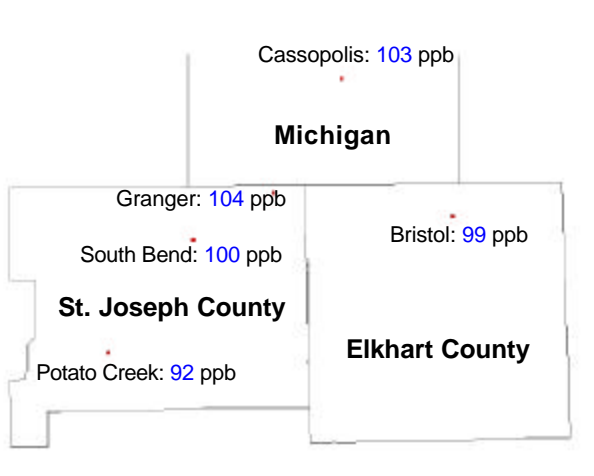 Cassopolis: 103 ppb
Michigan
Granger: 104 ppb
South Bend: 100 ppb
Bristol: 99 ppb
St. Joseph County
Elkhart County
Potato Creek: 92 ppb